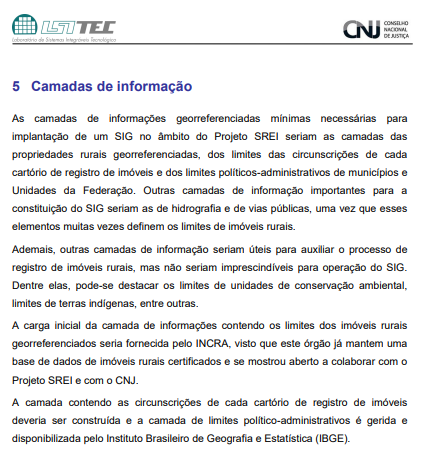 LSITEC
Laboratório de Sistemas Integráveis Tecnológico
CNJ CONSELHO
NACIONAL
DE JUSTIÇA
5 Camadas de informação
As camadas de informações georreferenciadas mínimas necessárias para
implantação de um SIG no âmbito do Projeto SREI seriam as camadas das
propriedades rurais georreferenciadas, dos limites das circunscrições de cada
cartório de registro de imóveis e dos limites políticos-administrativos de municípios e
Unidades da Federação. Outras camadas de informação importantes para a
constituição do SIG seriam as de hidrografia e de vias públicas, uma vez que esses
elementos muitas vezes definem os limites de imóveis rurais.
Ademais, outras camadas de informação seriam úteis para auxiliar o processo de
registro de imóveis rurais, mas não seriam imprescindíveis para operação do SIG.
Dentre elas, pode-se destacar os limites de unidades de conservação ambiental,
limites de terras indígenas, entre outras.
A carga inicial da camada de informações contendo os limites dos imóveis rurais
georreferenciados seria fornecida pelo INCRA, visto que este órgão já mantem uma
base de dados de imóveis rurais certificados e se mostrou aberto a colaborar com o
Projeto SREI e com o CNJ.
A camada contendo as circunscrições de cada cartório de registro de imóveis
deveria ser construída e a camada de limites político-administrativos é gerida e
disponibilizada pelo Instituto Brasileiro de Geografia e Estatística (IBGE).